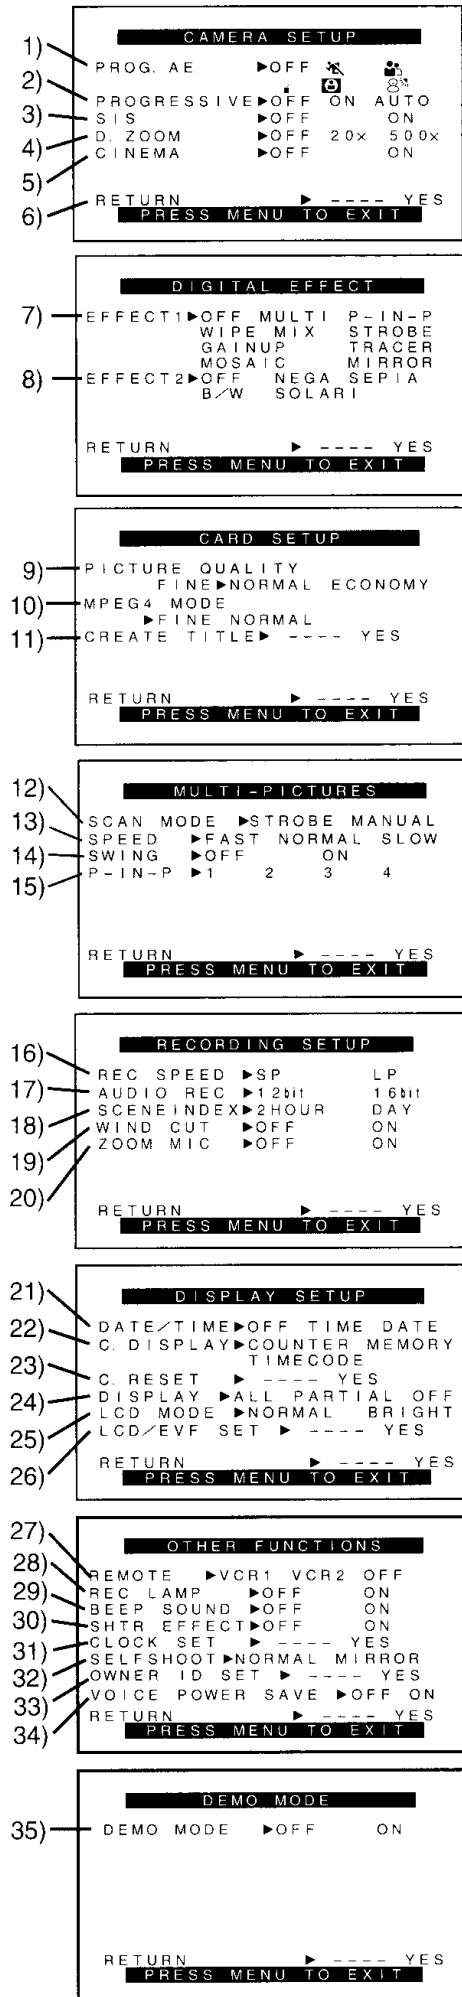 CAMERA SETUP
1) PROG. AE ▶OFF
2) PROGRESSIVE▶OFF ON AUTO
3) SIS ▶OFF ON
4) D. ZOOM ▶OFF 20x 500x
5) CINEMA ▶OFF ON
6) RETURN ▶ ---- YES
PRESS MENU TO EXIT
DIGITAL EFFECT
7) EFFECT1▶OFF MULTI P-IN-P
WIPE MIX STROBE
GAINUP TRACER
MOSAIC MIRROR
8) EFFECT2▶OFF NEGA SEPIA
B/W SOLARI
RETURN ▶ ---- YES
PRESS MENU TO EXIT
CARD SETUP
9) PICTURE QUALITY
FINE▶NORMAL ECONOMY
10) MPEG4 MODE
▶FINE NORMAL
11) CREATE TITLE▶ ---- YES
RETURN ▶ ---- YES
PRESS MENU TO EXIT
MULTI-PICTURES
12) SCAN MODE ▶STROBE MANUAL
13) SPEED ▶FAST NORMAL SLOW
14) SWING ▶OFF ON
15) P-IN-P ▶1 2 3 4
RETURN ▶ ---- YES
PRESS MENU TO EXIT
RECORDING SETUP
16) REC SPEED ▶SP LP
17) AUDIO REC ▶12bit 16bit
18) SCENEINDEX▶2HOUR DAY
19) WIND CUT ▶OFF ON
20) ZOOM MIC ▶OFF ON
RETURN ▶ ---- YES
PRESS MENU TO EXIT
DISPLAY SETUP
21) DATE/TIME▶OFF TIME DATE
22) C. DISPLAY▶COUNTER MEMORY
TIMECODE
23) C. RESET ▶ ---- YES
24) DISPLAY ▶ALL PARTIAL OFF
25) LCD MODE ▶NORMAL BRIGHT
26) LCD/EVF SET ▶ ---- YES
RETURN ▶ ---- YES
PRESS MENU TO EXIT
OTHER FUNCTIONS
27) REMOTE ▶VCR1 VCR2 OFF
28) REC LAMP ▶OFF ON
29) BEEP SOUND ▶OFF ON
30) SHTR EFFECT▶OFF ON
31) CLOCK SET ▶ ---- YES
32) SELFSHOOT▶NORMAL MIRROR
33) OWNER ID SET ▶ ---- YES
34) VOICE POWER SAVE ▶OFF ON
RETURN ▶ ---- YES
PRESS MENU TO EXIT
DEMO MODE
35) DEMO MODE ▶OFF ON
RETURN ▶ ---- YES
PRESS MENU TO EXIT